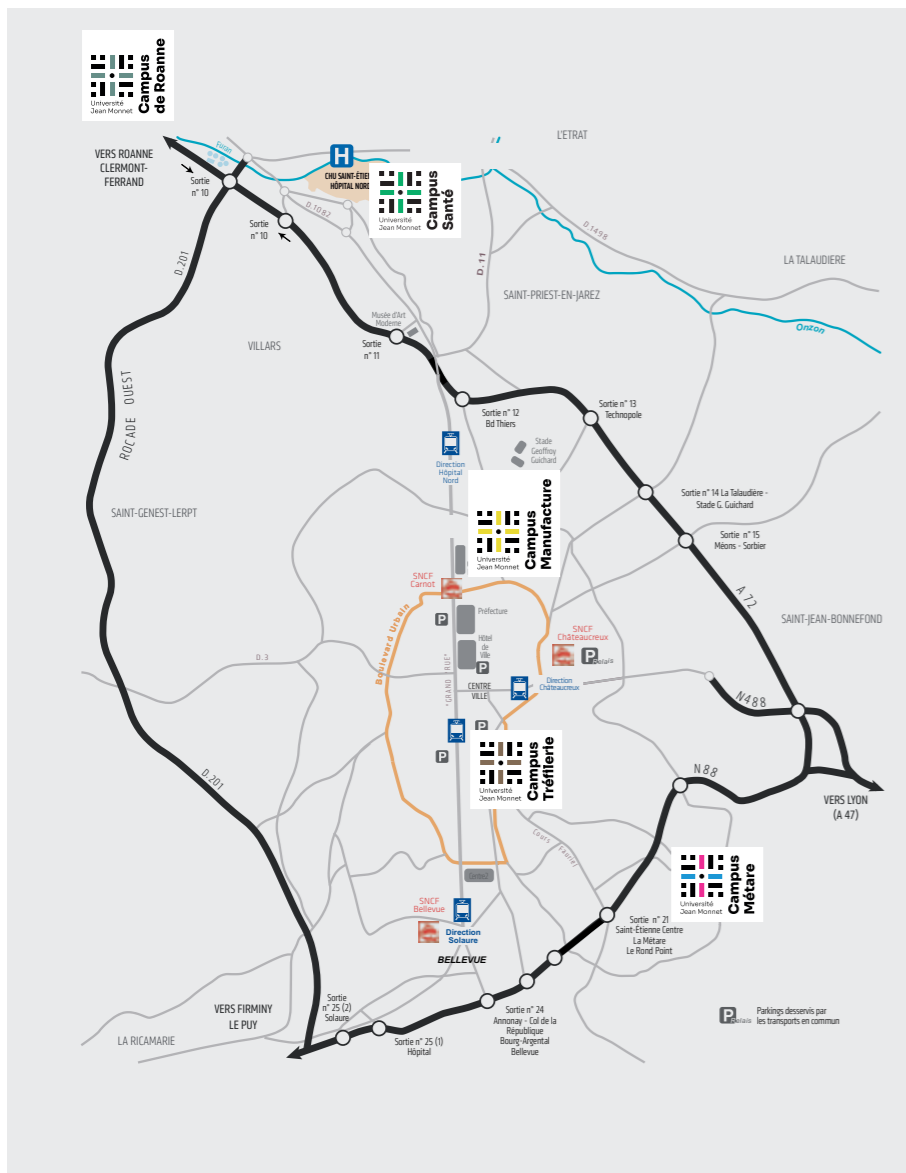 Université
Jean Monnet
Campus
de Roanne
L'ETRAT
VERS ROANNE
CLERMONT-
FERRAND
Furan
H
CHU SAINT-ÉTIENNE
HÔPITAL NORD
Université
Jean Monnet
Campus
Santé
Sortie
n° 10
D.1082
Sortie
n° 10
D.1498
D.201
D.11
LA TALAUDIERE
SAINT-PRIEST-EN-JAREZ
Onzon
Musée d'Art
Moderne
Sortie
n° 11
VILLARS
ROCADE OUEST
Sortie n° 12
Bd Thiers
Sortie n° 13
Technopole
Stade
Geoffroy
Guichard
Direction
Hôpital
Nord
Sortie n° 14 La Talaudière -
Stade G. Guichard
SAINT-GENEST-LERPT
Université
Jean Monnet
Campus
Manufacture
Sortie n° 15
Méons - Sorbier
A 72
SNCF
Carnot
Boulevard Urbain
P
Préfecture
SAINT-JEAN-BONNEFOND
SNCF
Châteaucreux
P
Relais
Hôtel
de
Ville
P
D.3
"GRAND'RUE"
CENTRE
VILLE
Direction
Châteaucreux
N488
P
P
Université
Jean Monnet
Campus
Tréfilerie
D.201
N88
VERS LYON
(A 47)
Cours Fauriel
Centre2
Université
Jean Monnet
Campus
Métare
SNCF
Bellevue
Direction
Solaure
BELLEVUE
Sortie n° 21
Saint-Étienne Centre
La Métare
Le Rond Point
Sortie
n° 25 (2)
Solaure
VERS FIRMINY
LE PUY
Sortie n° 24
Annonay - Col de la
République
Bourg-Argental
Bellevue
P
Relais
Parkings desservis par
les transports en commun
LA RICAMARIE
Sortie n° 25 (1)
Hôpital